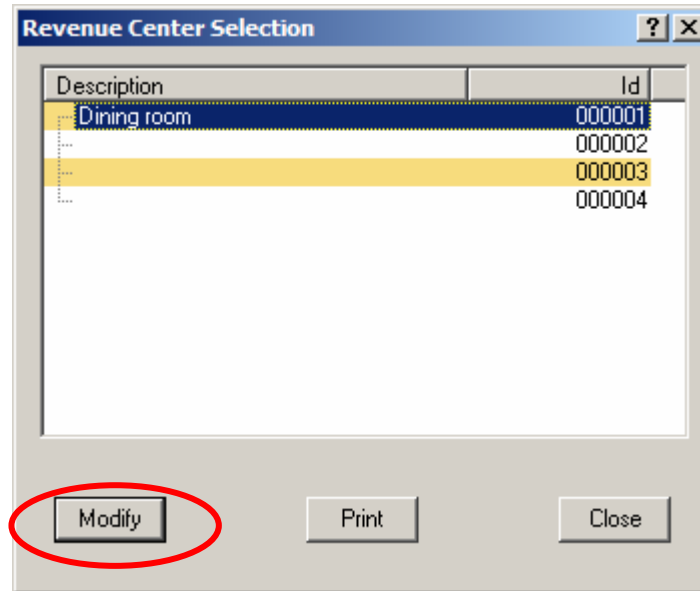 Revenue Center Selection ? X
Description Id
Dining room 000001
000002
000003
000004
Modify Print Close